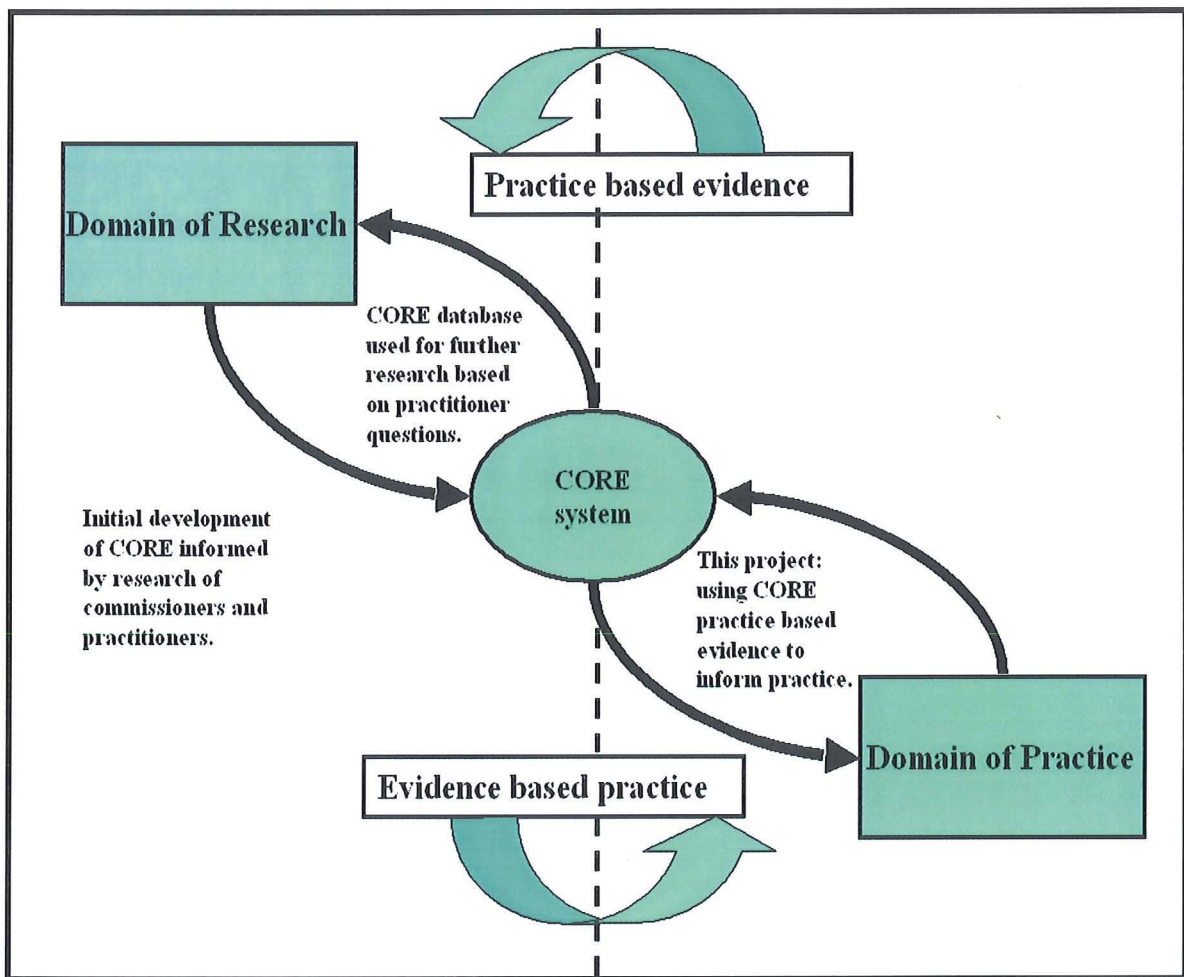 Practice based evidence
Domain of Research
CORE database
used for further
research based
on practitioner
questions.
CORE
system
Initial development
of CORE informed
by research of
commissioners and
practitioners.
This project:
using CORE
practice based
evidence to
inform practice.
Domain of Practice
Evidence based practice